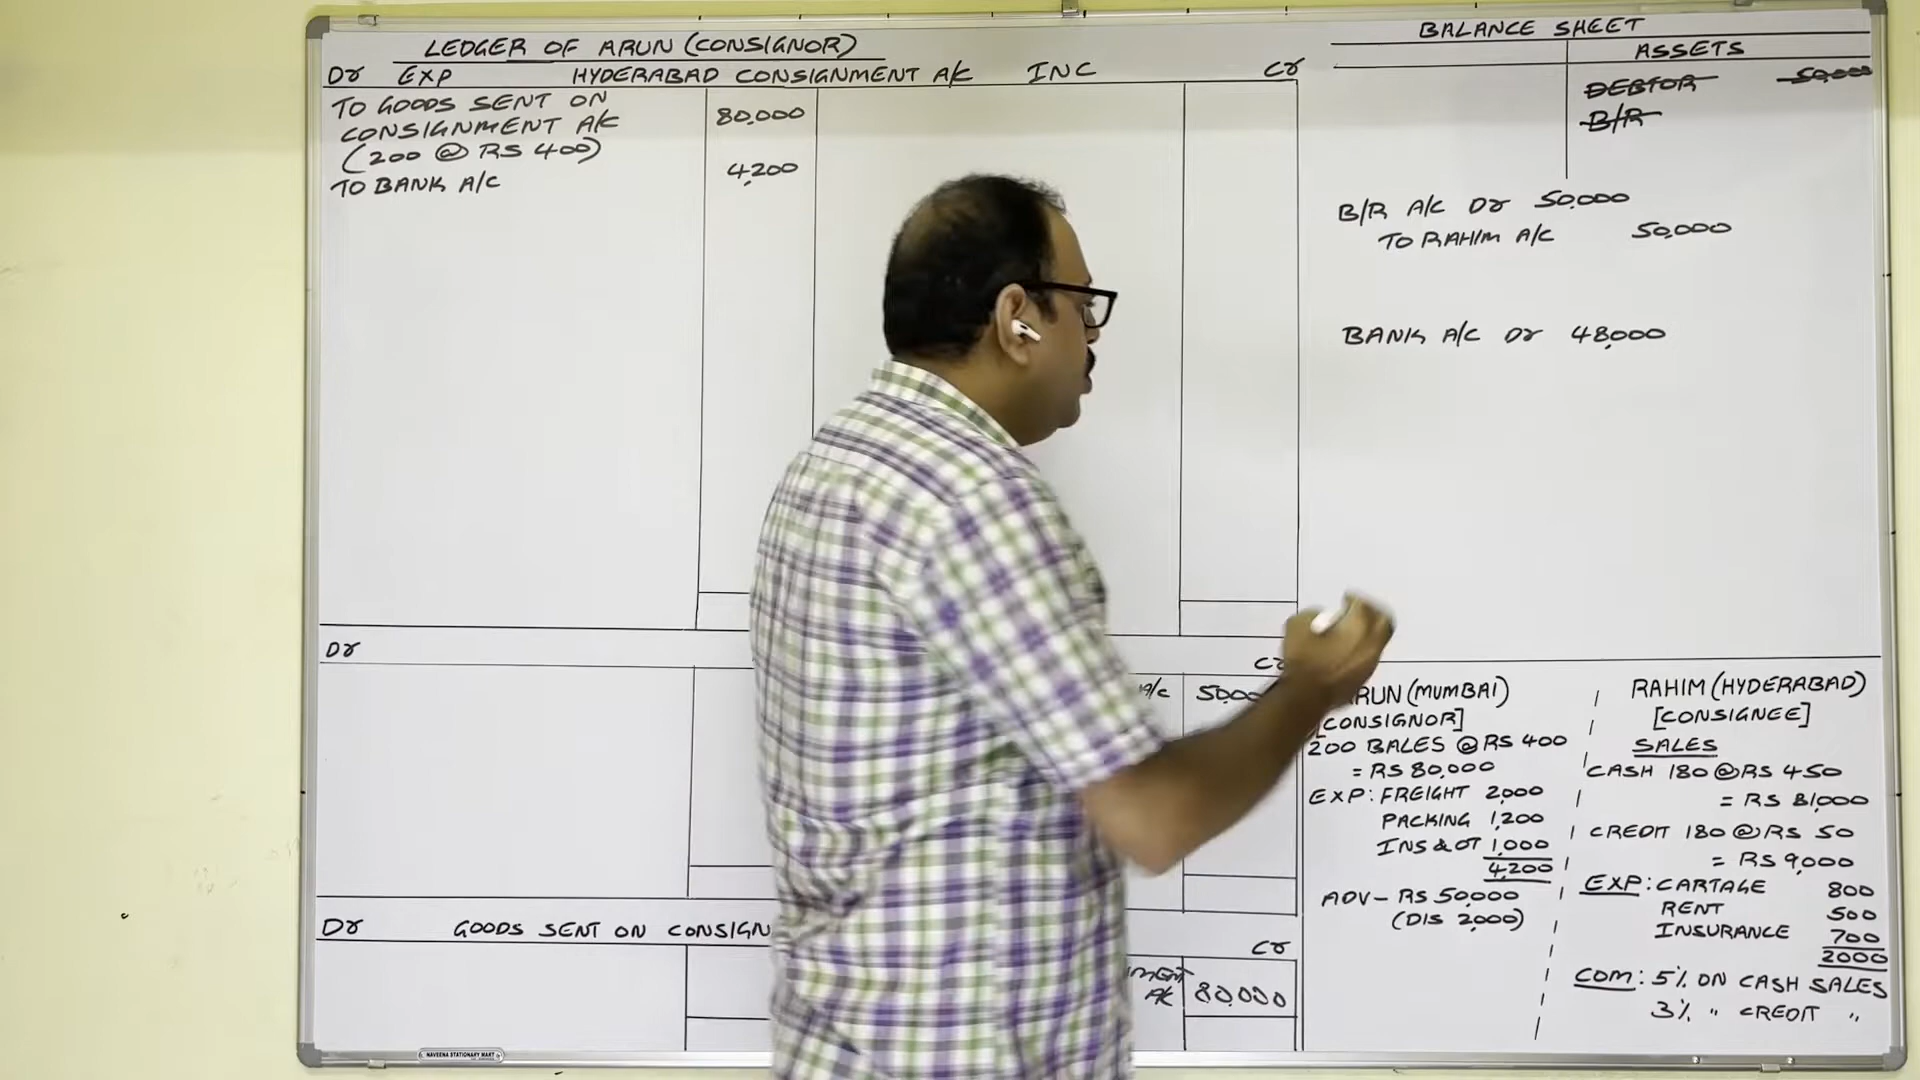 LEDGER OF ARUN (CONSIGNOR)
Dr EXP HYDERABAD CONSIGNMENT A/C INC Cr
TO GOODS SENT ON
CONSIGNMENT A/C 80,000
(200 @ RS 400)
TO BANK A/C 4,200
Dr Cr
A/c 50,00
Dr GOODS SENT ON CONSIGN Cr
MENT
A/C 80,000
NAVEENA STATIONARY MART
BALANCE SHEET
ASSETS
DEBTOR 50,000
B/R
B/R A/C Dr 50,000
TO RAHIM A/C 50,000
BANK A/C Dr 48,000
RUN (MUMBAI)
[CONSIGNOR]
200 BALES @ RS 400
= RS 80,000
EXP: FREIGHT 2,000
PACKING 1,200
INS & OT 1,000
4,200
ADV - RS 50,000
(DIS 2,000)
RAHIM (HYDERABAD)
[CONSIGNEE]
SALES
CASH 180 @ RS 450
= RS 81,000
CREDIT 180 @ RS 50
= RS 9,000
EXP: CARTAGE 800
RENT 500
INSURANCE 700
2000
COM: 5% ON CASH SALES
3% " CREDIT "